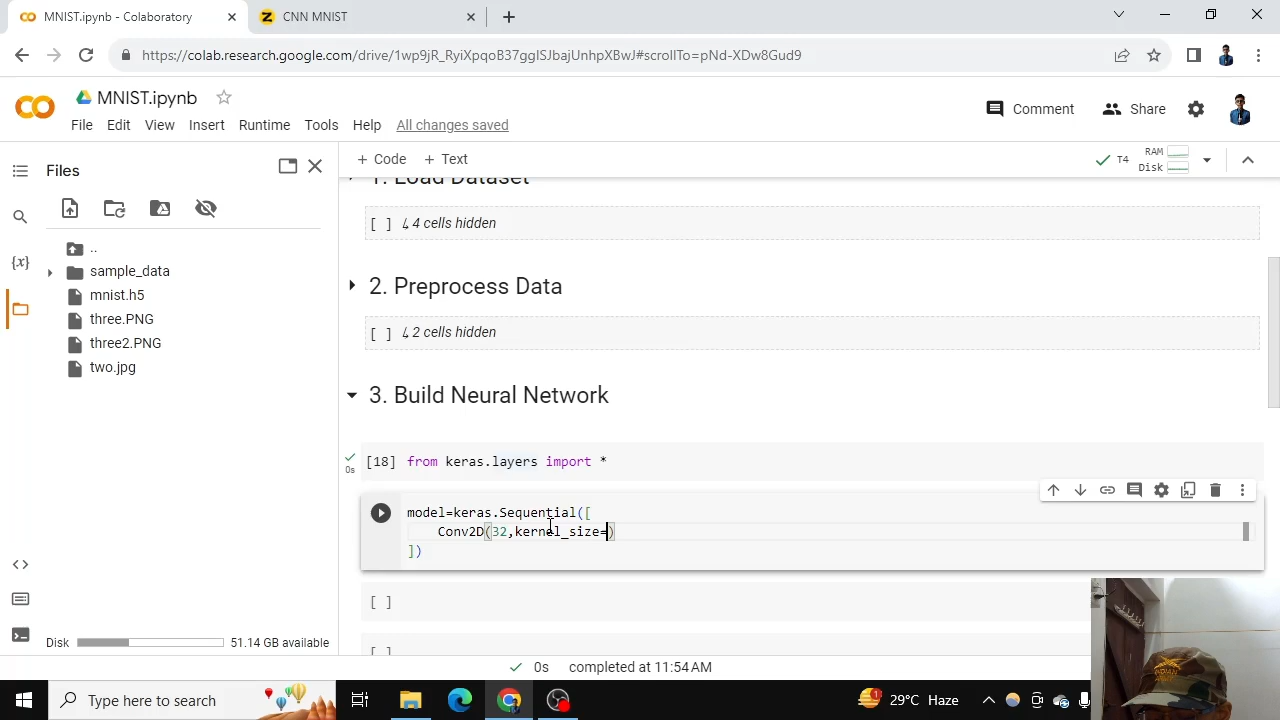 MNIST.ipynb - Colaboratory
CNN MNIST
https://colab.research.google.com/drive/1wp9jR_RyiXpqoB37ggISJbajUnhpXBwJ#scrollTo=pNd-XDw8Gud9
MNIST.ipynb
Comment
Share
File Edit View Insert Runtime Tools Help All changes saved
Files
+ Code + Text
T4
RAM
Disk
1. Load Dataset
..
[ ] 4 cells hidden
sample_data
{x}
2. Preprocess Data
mnist.h5
three.PNG
[ ] 2 cells hidden
three2.PNG
two.jpg
3. Build Neural Network
0s [18] from keras.layers import *
model=keras.Sequential([
Conv2D(32,kernel_size=)
])
[ ]
[ ]
Disk 51.14 GB available
0s completed at 11:54 AM
Type here to search
1
29°C Haze